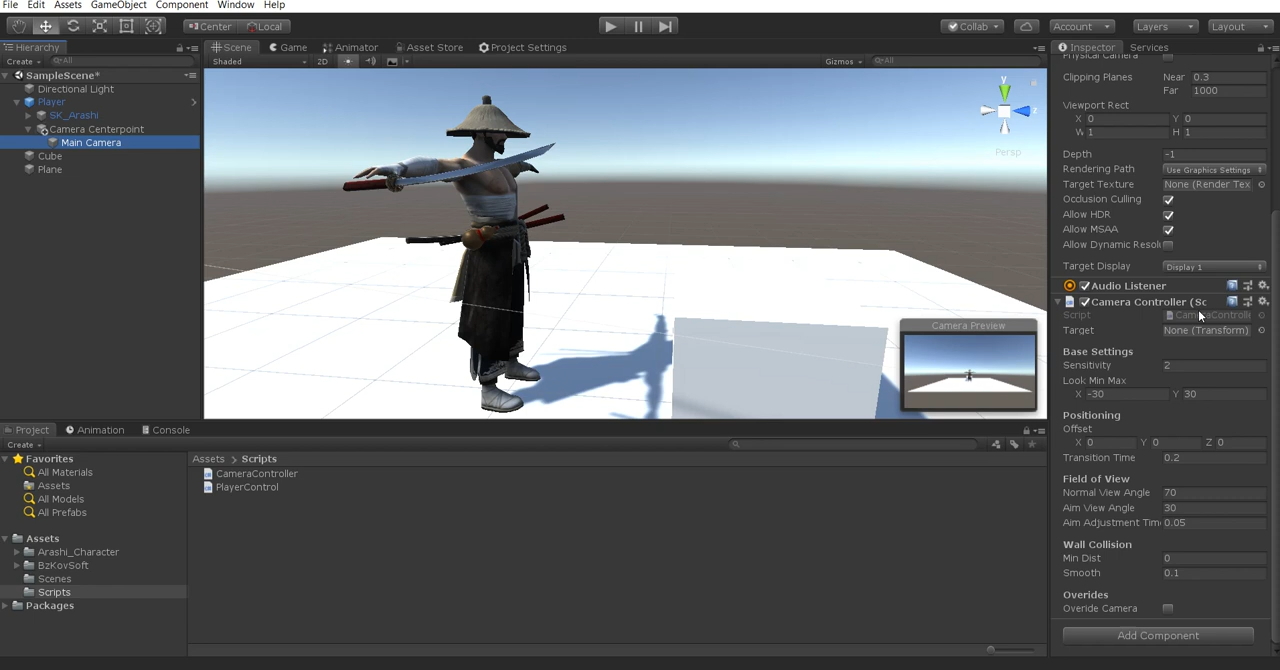 File Edit Assets GameObject Component Window Help
Center Local Collab Account Layers Layout
Hierarchy Scene Game Animator Asset Store Project Settings Inspector Services
Create All Shaded 2D Gizmos All
SampleScene*
Directional Light
Player
SK_Arashi
Camera Centerpoint
Main Camera
Cube
Plane
y
z
Persp
Camera Preview
Clipping Planes Near 0.3
Far 1000
Viewport Rect
X 0 Y 0
W 1 H 1
Depth -1
Rendering Path Use Graphics Settings
Target Texture None (Render Tex
Occlusion Culling
Allow HDR
Allow MSAA
Allow Dynamic Resol
Target Display Display 1
Audio Listener
Camera Controller (Sc
Script CameraControlle
Target None (Transform)
Base Settings
Sensitivity 2
Look Min Max
X -30 Y 30
Positioning
Offset
X 0 Y 0 Z 0
Transition Time 0.2
Field of View
Normal View Angle 70
Aim View Angle 30
Aim Adjustment Tim 0.05
Wall Collision
Min Dist 0
Smooth 0.1
Overrides
Overide Camera
Add Component
Project Animation Console
Create
Favorites
All Materials
Assets
All Models
All Prefabs
Assets
Arashi_Character
BzKovSoft
Scenes
Scripts
Packages
Assets > Scripts
CameraController
PlayerControl